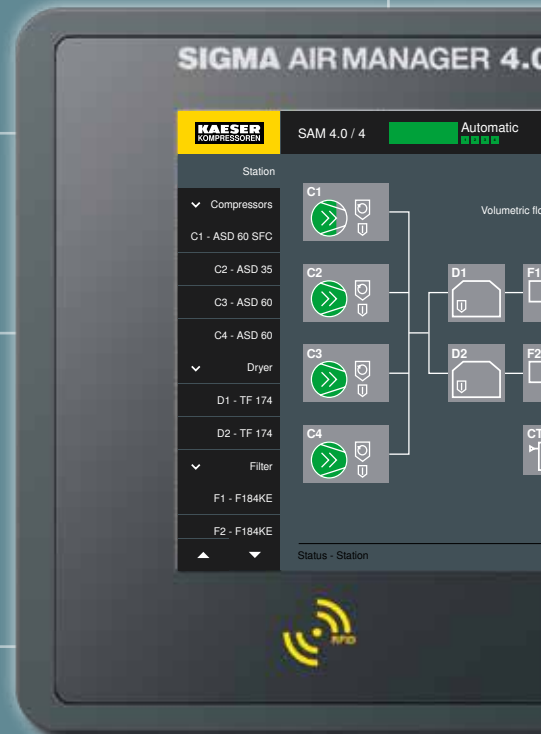 SIGMA AIR MANAGER 4.0
KAESER
KOMPRESSOREN
SAM 4.0 / 4
Automatic
Station
Compressors
C1 - ASD 60 SFC
C2 - ASD 35
C3 - ASD 60
C4 - ASD 60
Dryer
D1 - TF 174
D2 - TF 174
Filter
F1 - F184KE
F2 - F184KE
C1
C2
C3
C4
Volumetric flo
D1
F1
D2
F2
CT
Status - Station
RFID